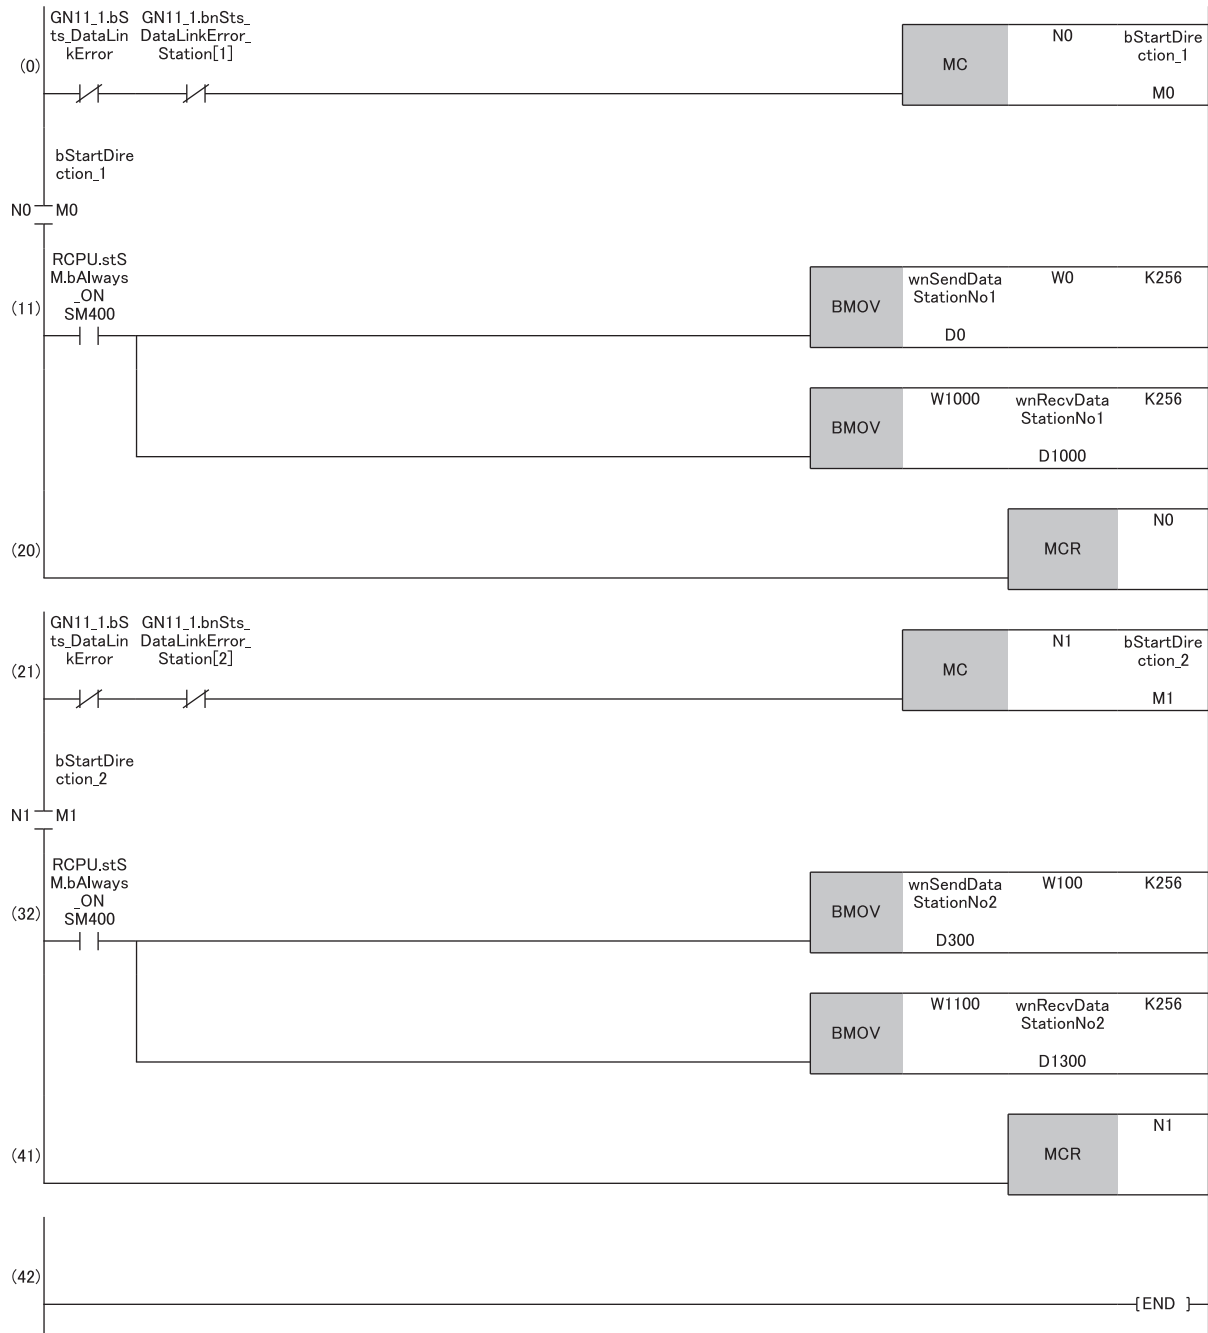 GN11_1.bS GN11_1.bnSts_
ts_DataLin DataLinkError_
kError Station[1]
(0)
MC N0 bStartDire
ction_1
M0
bStartDire
ction_1
N0 M0
RCPU.stS
M.bAlways
_ON
SM400
(11)
BMOV wnSendData W0 K256
StationNo1
D0
BMOV W1000 wnRecvData K256
StationNo1
D1000
(20)
MCR N0
GN11_1.bS GN11_1.bnSts_
ts_DataLin DataLinkError_
kError Station[2]
(21)
MC N1 bStartDire
ction_2
M1
bStartDire
ction_2
N1 M1
RCPU.stS
M.bAlways
_ON
SM400
(32)
BMOV wnSendData W100 K256
StationNo2
D300
BMOV W1100 wnRecvData K256
StationNo2
D1300
(41)
MCR N1
(42)
[END ]